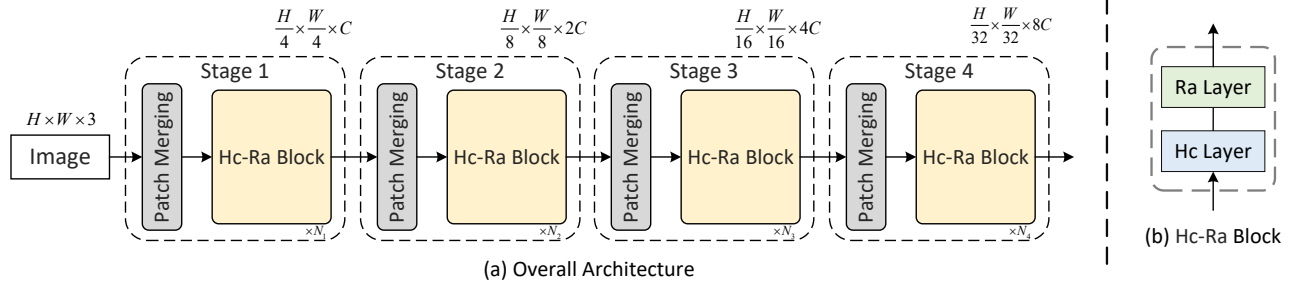 H/4 × W/4 × C
H/8 × W/8 × 2C
H/16 × W/16 × 4C
H/32 × W/32 × 8C
Stage 1
Stage 2
Stage 3
Stage 4
H × W × 3
Image
Patch Merging
Hc-Ra Block
×N₁
Patch Merging
Hc-Ra Block
×N₂
Patch Merging
Hc-Ra Block
×N₃
Patch Merging
Hc-Ra Block
×N₄
(a) Overall Architecture
Ra Layer
Hc Layer
(b) Hc-Ra Block